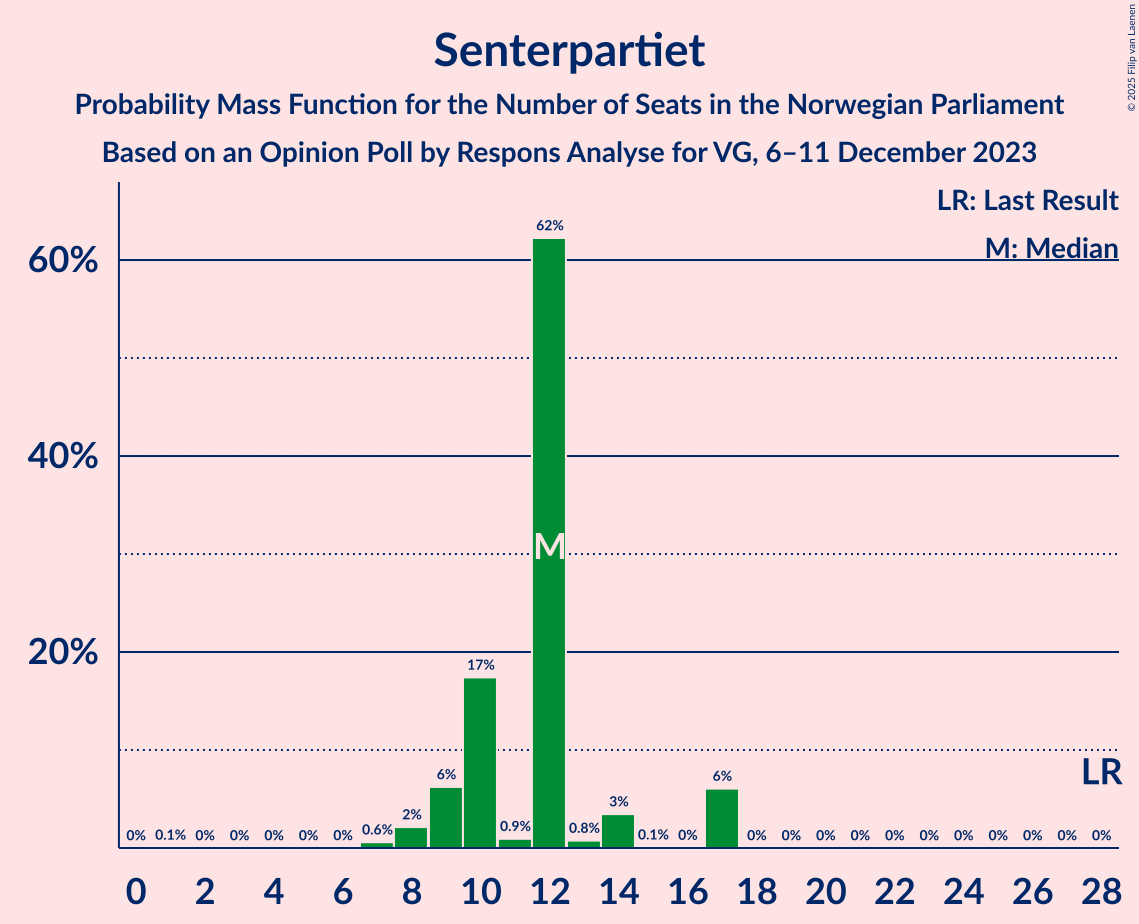 Senterpartiet
Probability Mass Function for the Number of Seats in the Norwegian Parliament
Based on an Opinion Poll by Respons Analyse for VG, 6–11 December 2023
© 2025 Filip van Laenen
LR: Last Result
M: Median
60%
40%
20%
0% 0.1% 0% 0% 0% 0% 0% 0.6% 2% 6% 17% 0.9% 62% 0.8% 3% 0.1% 0% 6% 0% 0% 0% 0% 0% 0% 0% 0% 0% 0% 0%
M
LR
0 2 4 6 8 10 12 14 16 18 20 22 24 26 28